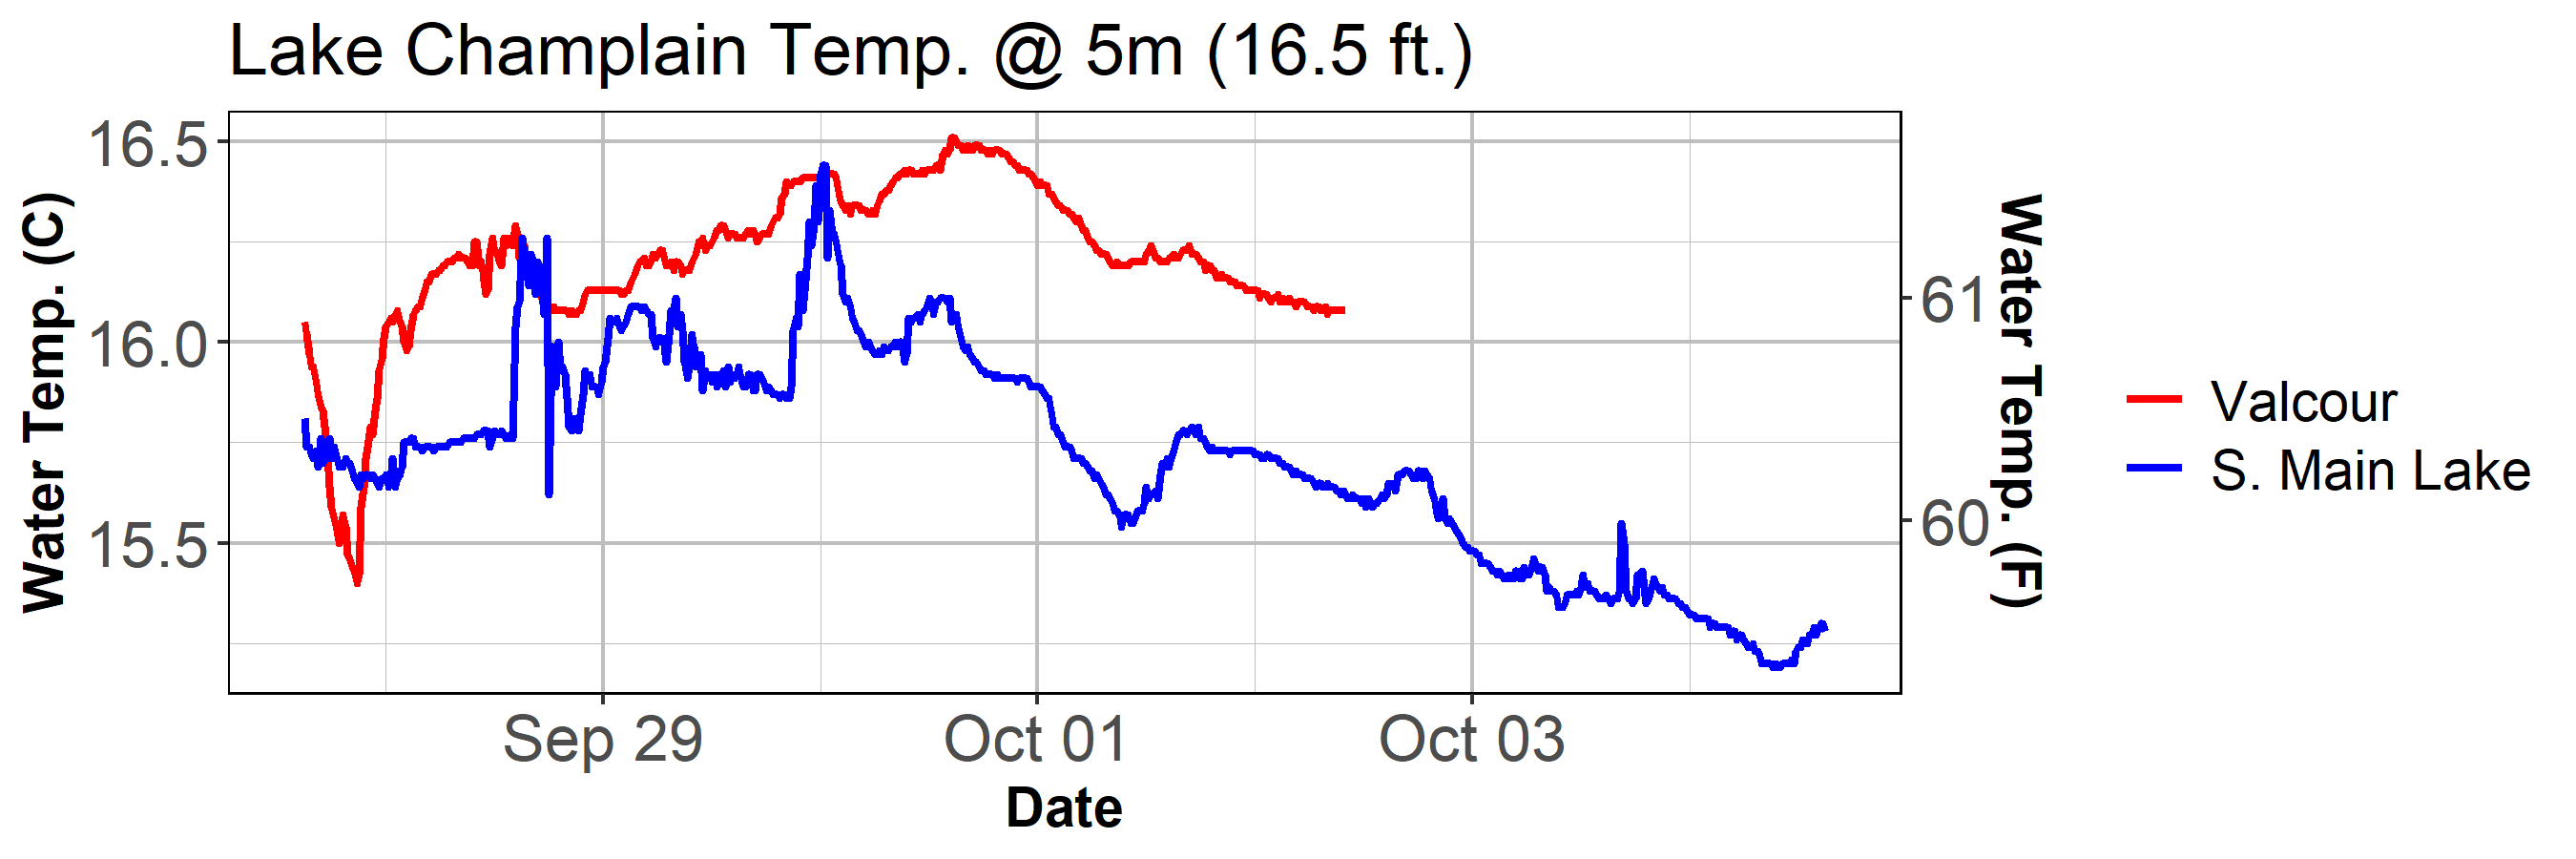 Lake Champlain Temp. @ 5m (16.5 ft.)
Water Temp. (C)
16.5
16.0
15.5
Water Temp. (F)
61
60
Sep 29
Oct 01
Oct 03
Date
Valcour
S. Main Lake